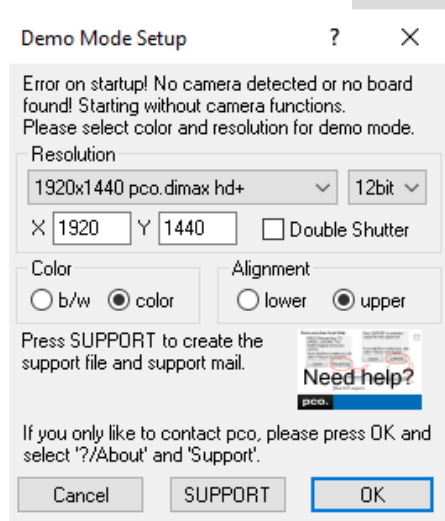 Demo Mode Setup ? ×
Error on startup! No camera detected or no board
found! Starting without camera functions.
Please select color and resolution for demo mode.
Resolution
1920x1440 pco.dimax hd+ 12bit
X 1920 Y 1440 Double Shutter
Color Alignment
b/w color lower upper
Press SUPPORT to create the
support file and support mail.
Need help?
pco.
If you only like to contact pco, please press OK and
select '?/About' and 'Support'.
Cancel SUPPORT OK